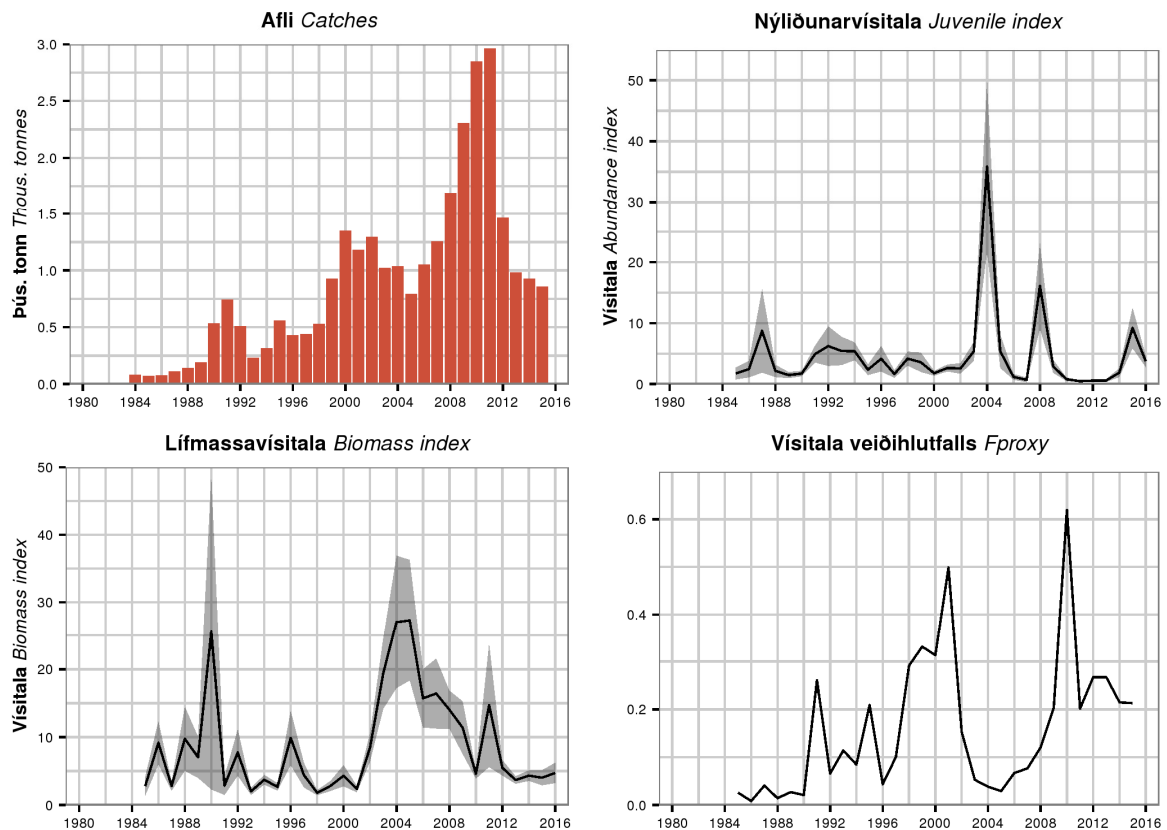 Afli Catches
Þús. tonn Thous. tonnes
3.0
2.5
2.0
1.5
1.0
0.5
0.0
1980 1984 1988 1992 1996 2000 2004 2008 2012 2016
Nýliðunarvísitala Juvenile index
Vísitala Abundance index
50
40
30
20
10
0
1980 1984 1988 1992 1996 2000 2004 2008 2012 2016
Lífmassavísitala Biomass index
Vísitala Biomass index
50
40
30
20
10
0
1980 1984 1988 1992 1996 2000 2004 2008 2012 2016
Vísitala veiðihlutfalls Fproxy
0.6
0.4
0.2
0.0
1980 1984 1988 1992 1996 2000 2004 2008 2012 2016